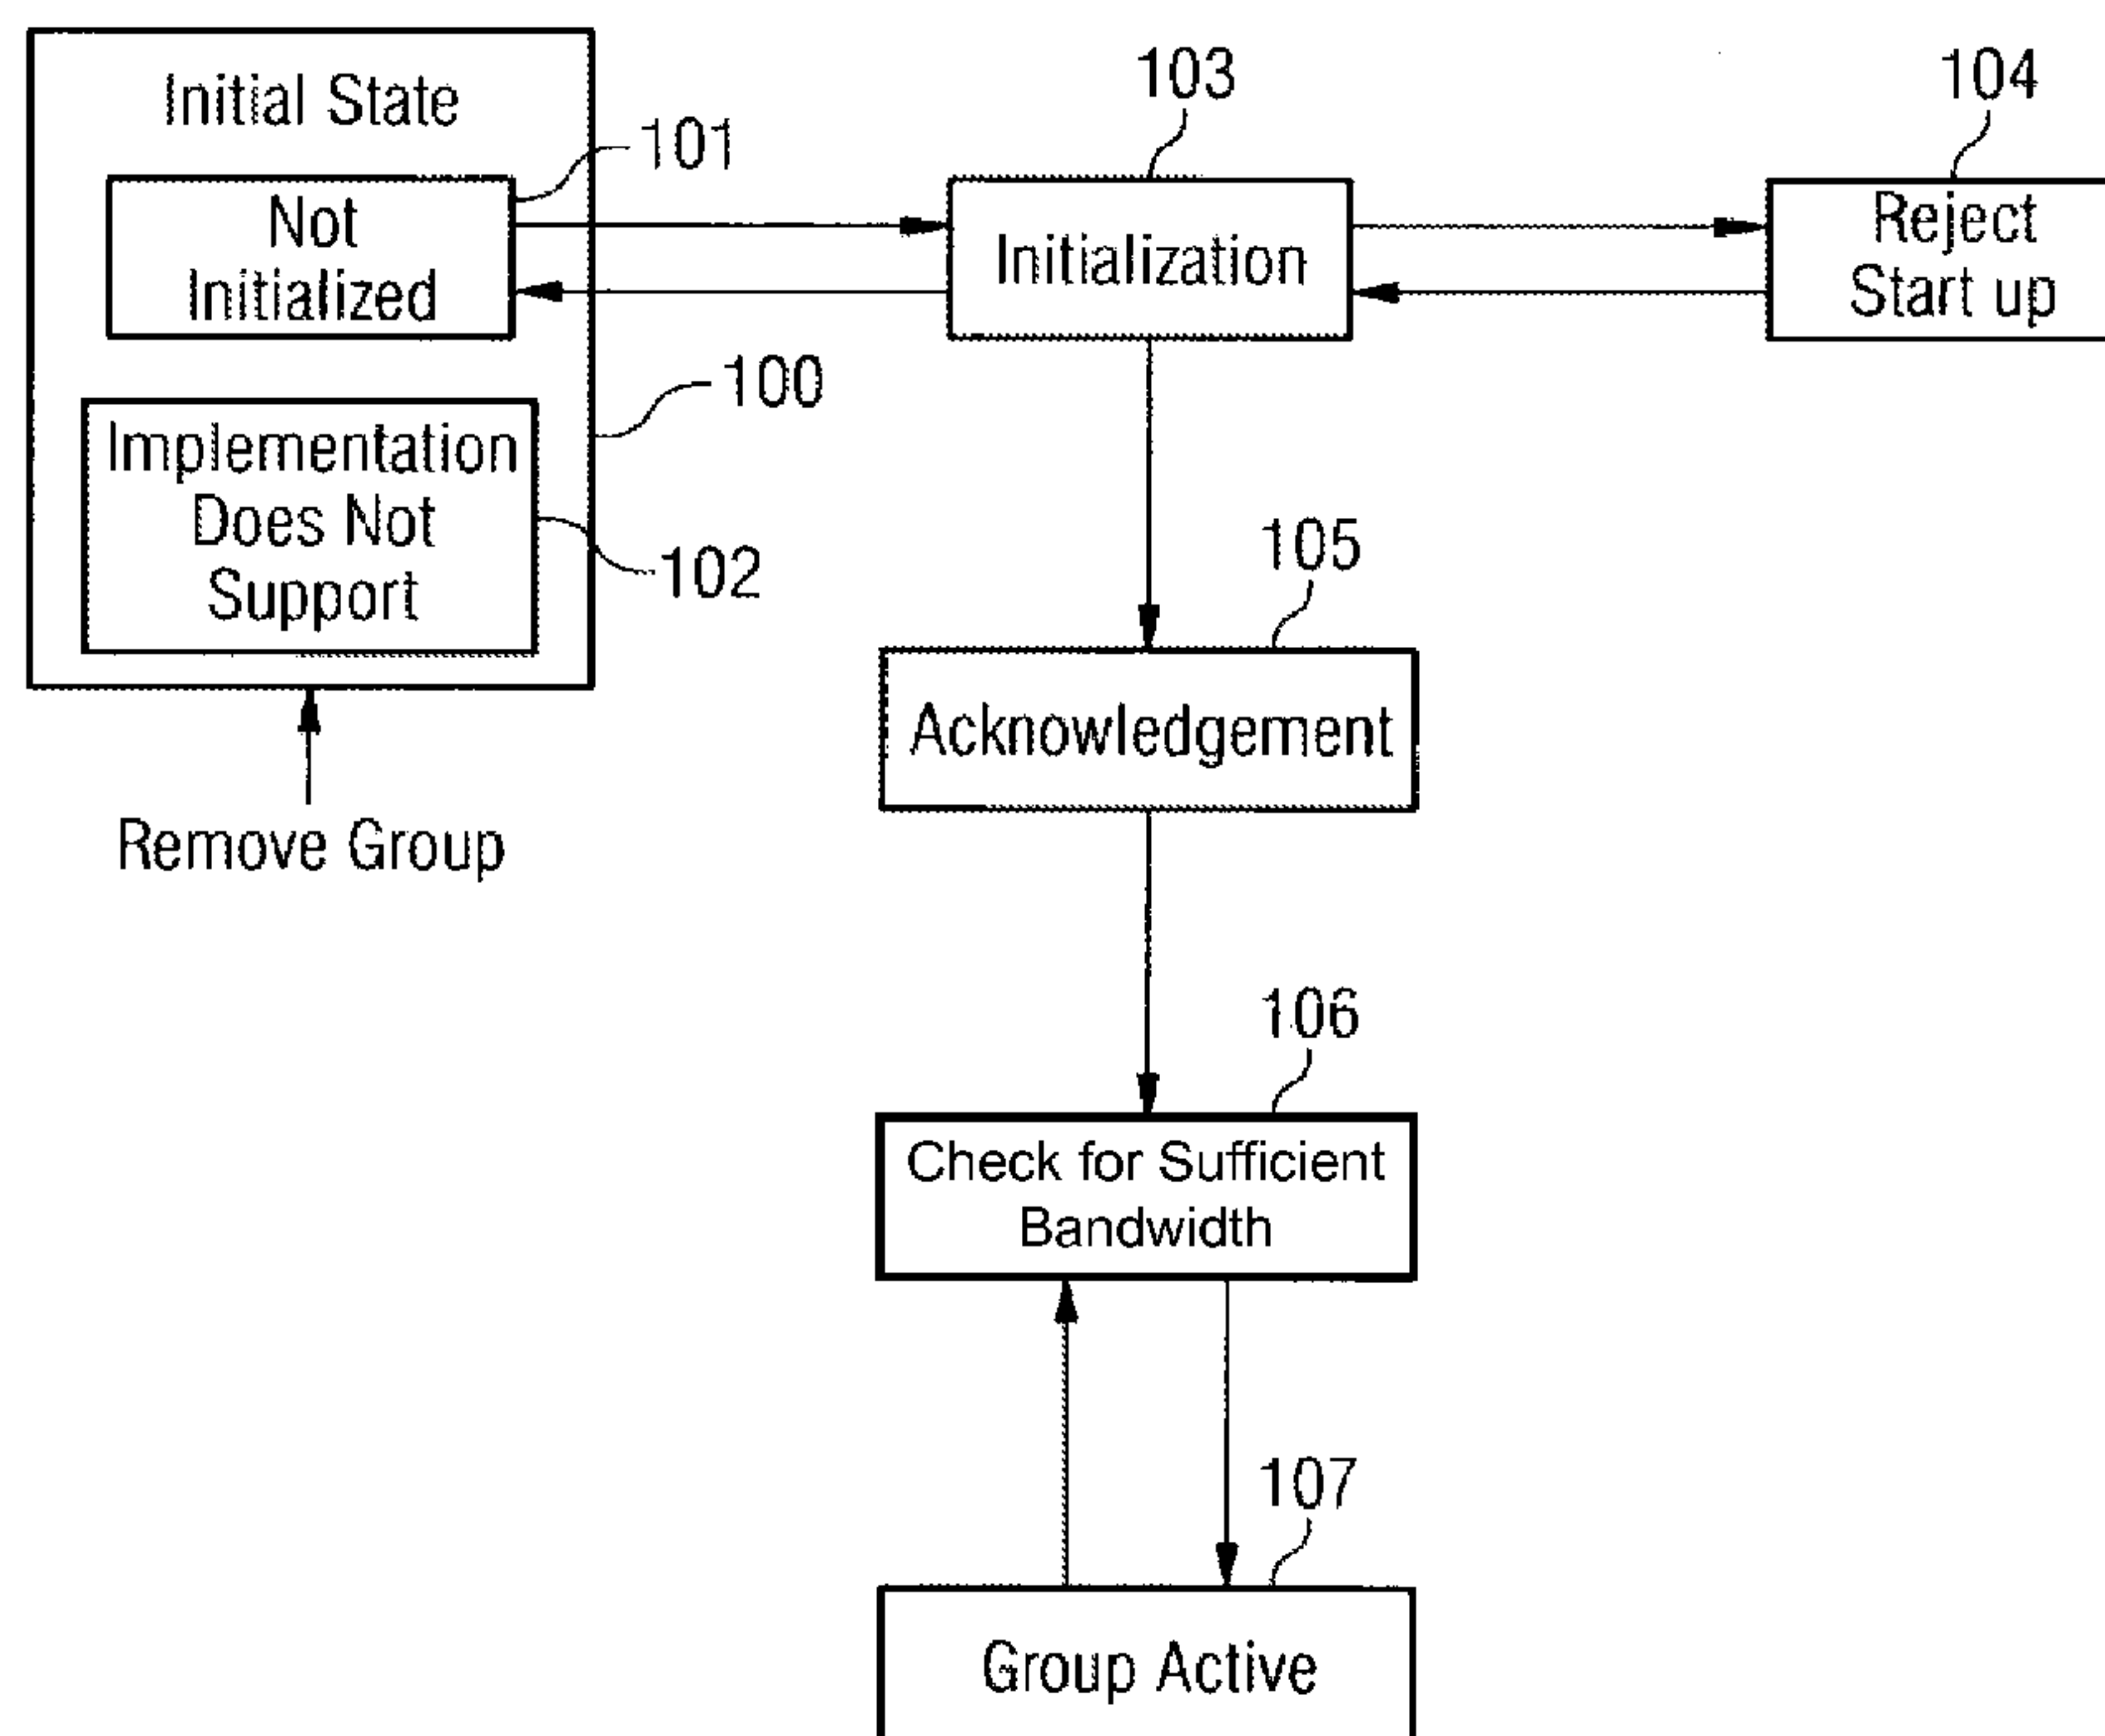 Initial State
101
Not
Initialized
100
Implementation
Does Not
Support
102
Remove Group
103
Initialization
104
Reject
Start up
105
Acknowledgement
106
Check for Sufficient
Bandwidth
107
Group Active